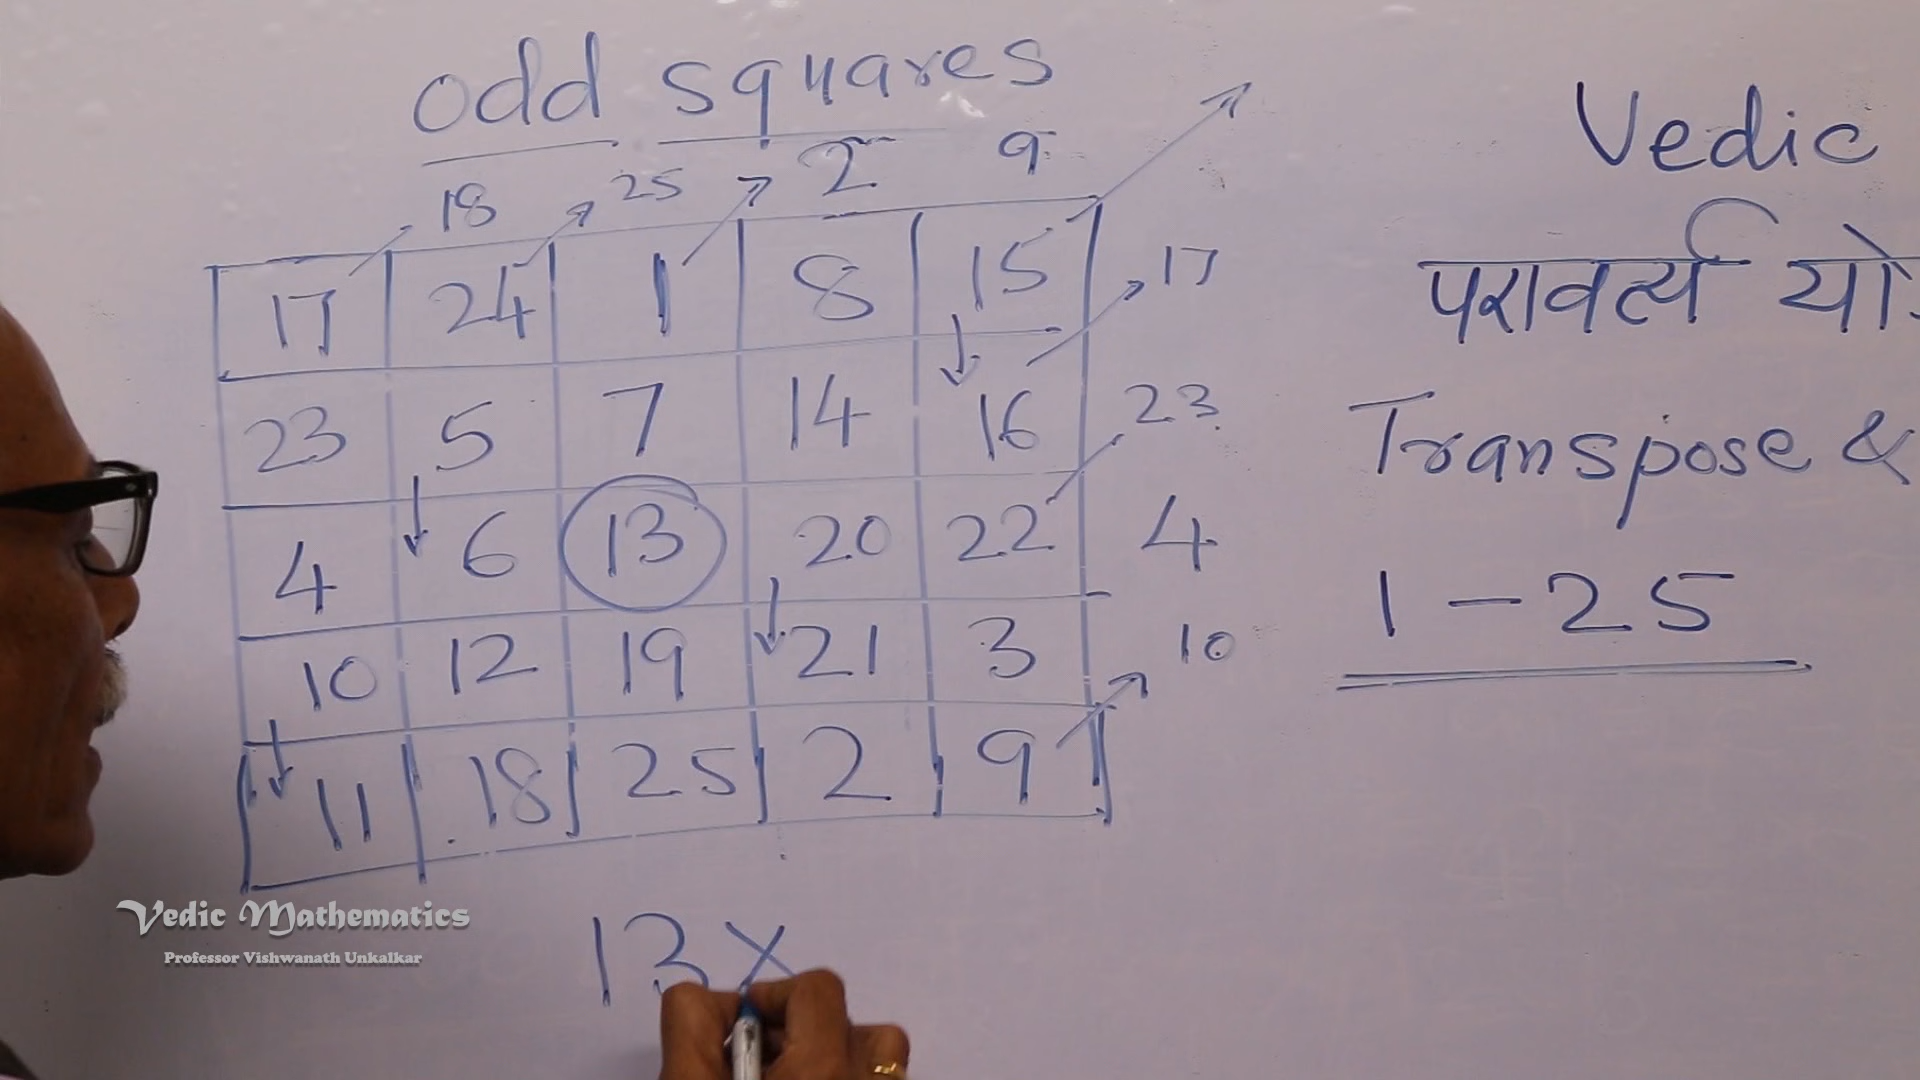 odd squares
18 25 2 9
17 24 1 8 15 17
23 5 7 14 16 23
4 6 13 20 22 4
10 12 19 21 3 10
11 18 25 2 9
13 x
Vedic
परावर्त्य
Transpose &
1 - 25
Vedic Mathematics
Professor Vishwanath Unkalkar